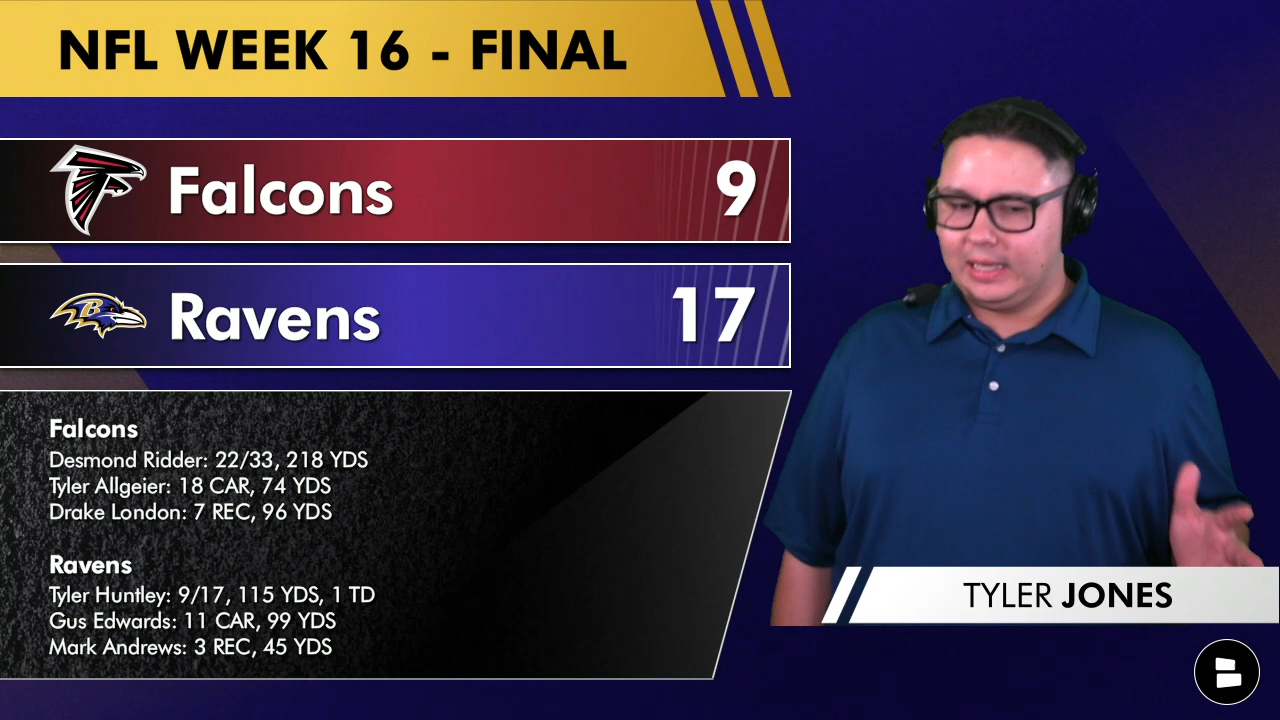 NFL WEEK 16 - FINAL
Falcons 9
Ravens 17
Falcons
Desmond Ridder: 22/33, 218 YDS
Tyler Allgeier: 18 CAR, 74 YDS
Drake London: 7 REC, 96 YDS
Ravens
Tyler Huntley: 9/17, 115 YDS, 1 TD
Gus Edwards: 11 CAR, 99 YDS
Mark Andrews: 3 REC, 45 YDS
TYLER JONES